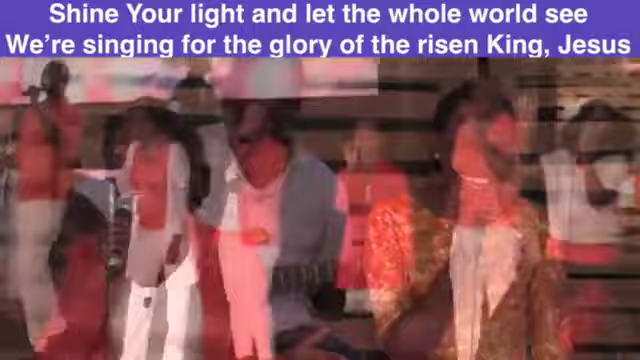 Shine Your light and let the whole world see
We're singing for the glory of the risen King, Jesus